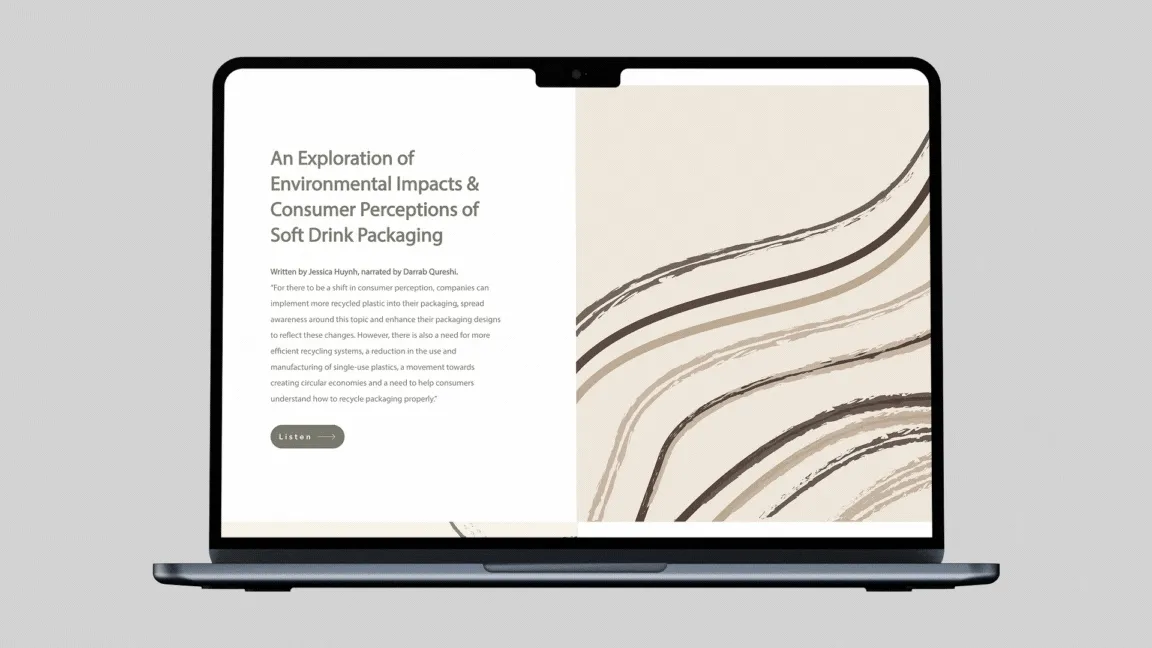 An Exploration of
Environmental Impacts &
Consumer Perceptions of
Soft Drink Packaging
Written by Jessica Huynh, narrated by Darrab Qureshi.
“For there to be a shift in consumer perception, companies can
implement more recycled plastic into their packaging, spread
awareness around this topic and enhance their packaging designs
to reflect these changes. However, there is also a need for more
efficient recycling systems, a reduction in the use and
manufacturing of single-use plastics, a movement towards
creating circular economies and a need to help consumers
understand how to recycle packaging properly.”
Listen